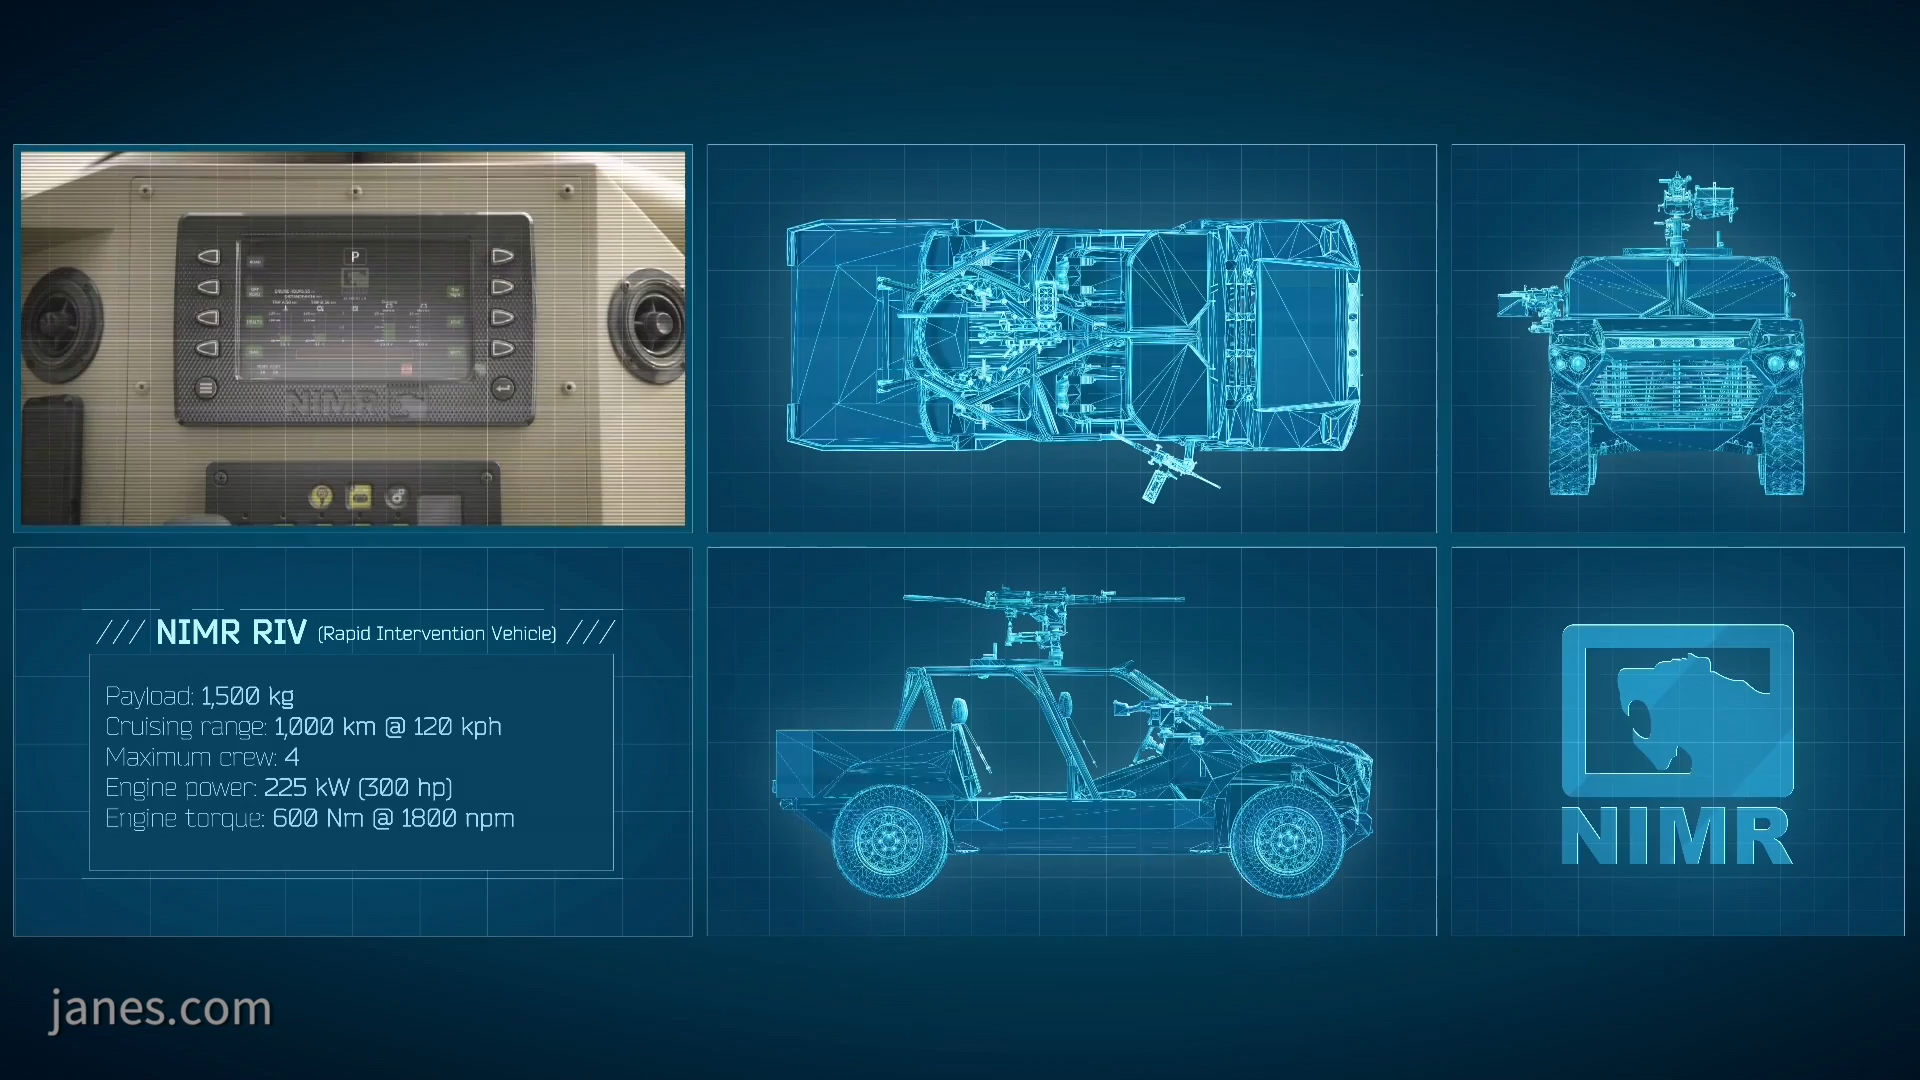 P
NIMR
/// NIMR RIV (Rapid Intervention Vehicle) ///
Payload: 1,500 kg
Cruising range: 1,000 km @ 120 kph
Maximum crew: 4
Engine power: 225 kW (300 hp)
Engine torque: 600 Nm @ 1800 npm
NIMR
janes.com